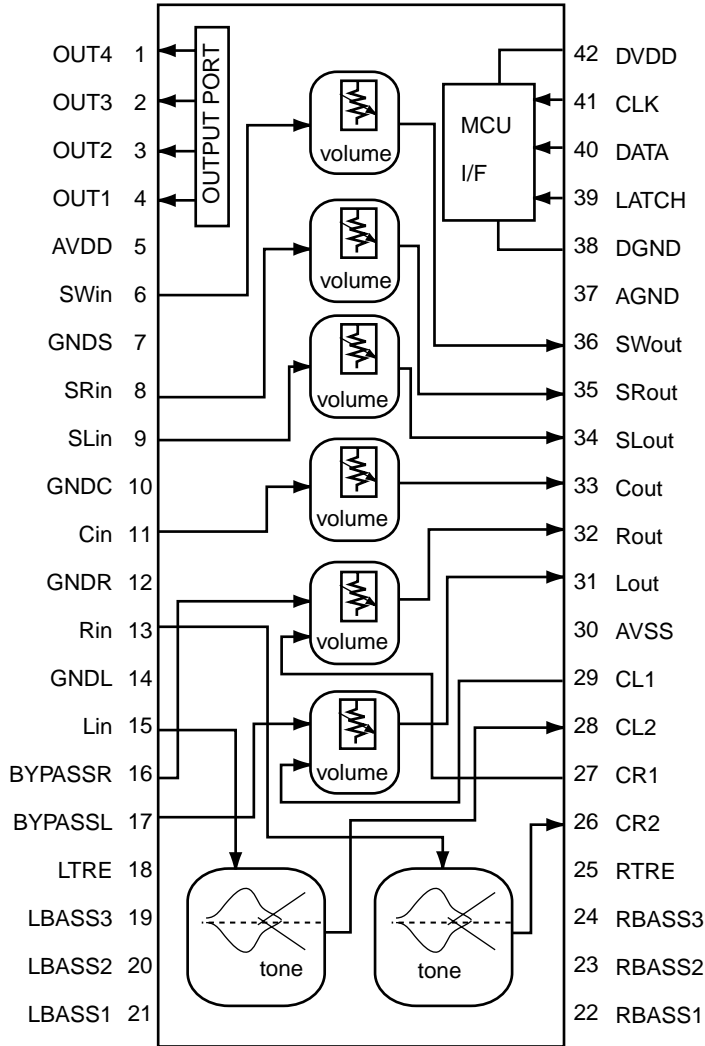 OUT4 1
OUT3 2
OUT2 3
OUT1 4
AVDD 5
SWin 6
GNDS 7
SRin 8
SLin 9
GNDC 10
Cin 11
GNDR 12
Rin 13
GNDL 14
Lin 15
BYPASSR 16
BYPASSL 17
LTRE 18
LBASS3 19
LBASS2 20
LBASS1 21
OUTPUT PORT
volume
volume
volume
volume
volume
volume
tone
tone
MCU
I/F
42 DVDD
41 CLK
40 DATA
39 LATCH
38 DGND
37 AGND
36 SWout
35 SRout
34 SLout
33 Cout
32 Rout
31 Lout
30 AVSS
29 CL1
28 CL2
27 CR1
26 CR2
25 RTRE
24 RBASS3
23 RBASS2
22 RBASS1